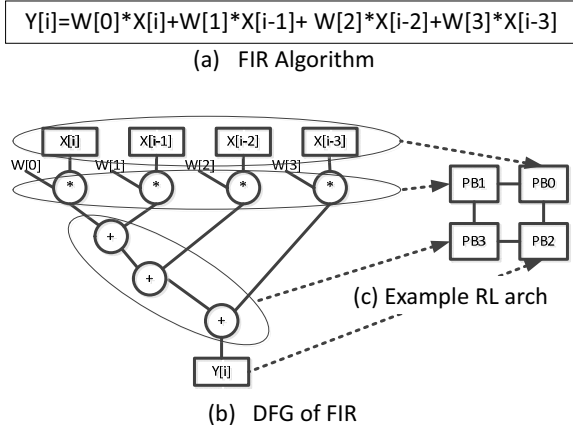 Y[i]=W[0]*X[i]+W[1]*X[i-1]+ W[2]*X[i-2]+W[3]*X[i-3]
(a) FIR Algorithm
X[i] X[i-1] X[i-2] X[i-3]
W[0] W[1] W[2] W[3]
* * * *
PB1 PB0
+
PB3 PB2
+
(c) Example RL arch
+
Y[i]
(b) DFG of FIR